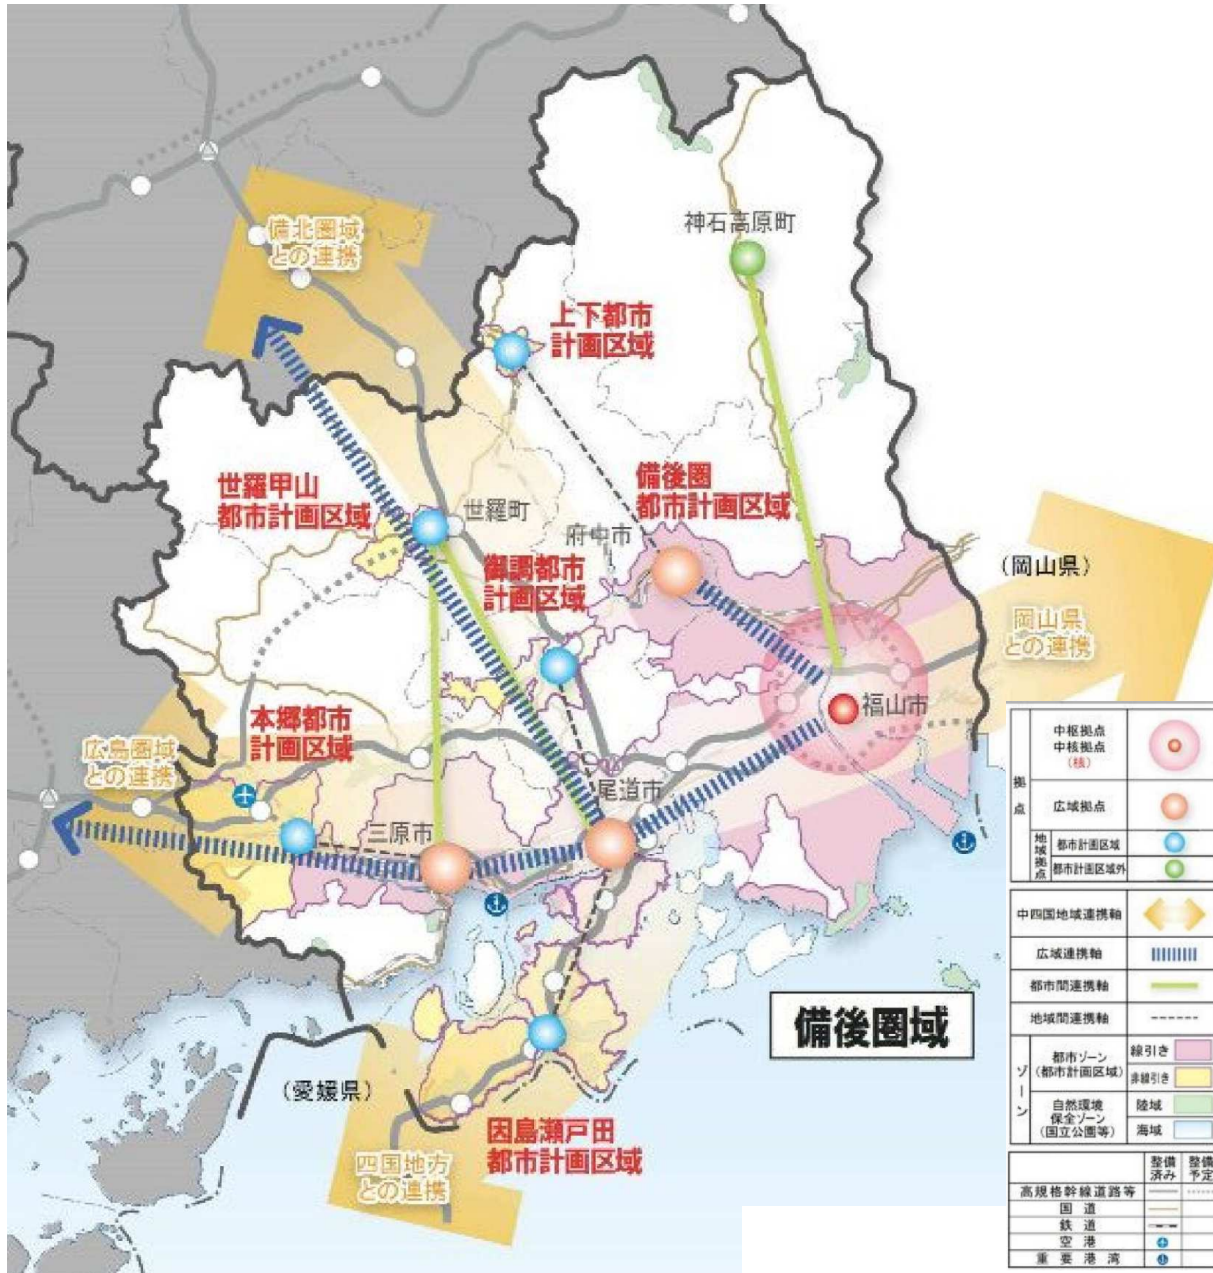 備北圏域
との連携
神石高原町
上下都市
計画区域
世羅甲山
都市計画区域
世羅町
備後圏
都市計画区域
府中市
御調都市
計画区域
(岡山県)
岡山県
との連携
福山市
本郷都市
計画区域
広島圏域
との連携
尾道市
三原市
備後圏域
(愛媛県)
因島瀬戸田
都市計画区域
四国地方
との連携
拠点
中枢拠点
中核拠点
(核)
広域拠点
地域拠点
都市計画区域
都市計画区域外
中四国地域連携軸
広域連携軸
都市間連携軸
地域間連携軸
ゾーン
都市ゾーン
(都市計画区域)
線引き
非線引き
自然環境
保全ゾーン
(国立公園等)
陸域
海域
整備
済み
整備
予定
高規格幹線道路等
国道
鉄道
空港
重要港湾